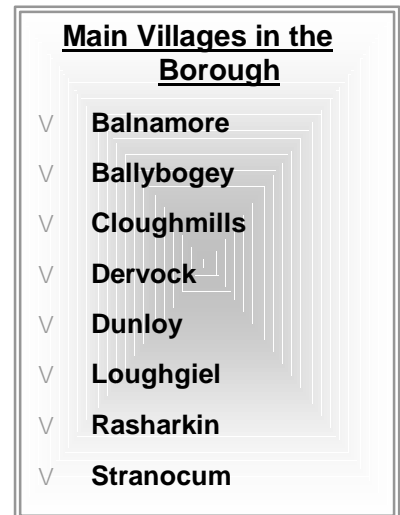 Main Villages in the
Borough
V Balnamore
V Ballybogey
V Cloughmills
V Dervock
V Dunloy
V Loughgiel
V Rasharkin
V Stranocum